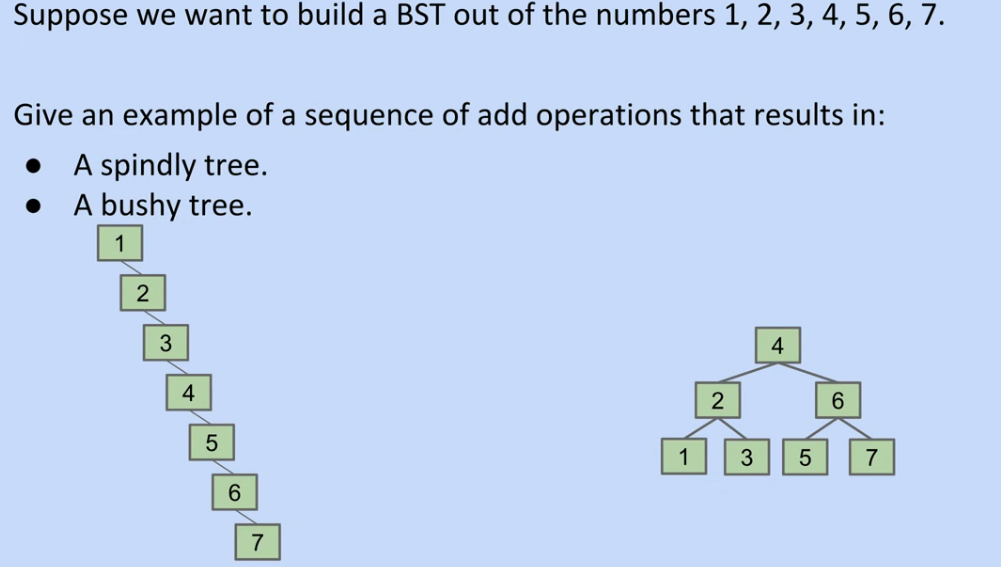 Suppose we want to build a BST out of the numbers 1, 2, 3, 4, 5, 6, 7.
Give an example of a sequence of add operations that results in:
● A spindly tree.
● A bushy tree.
1
2
3
4
5
6
7
4
2 6
1 3 5 7